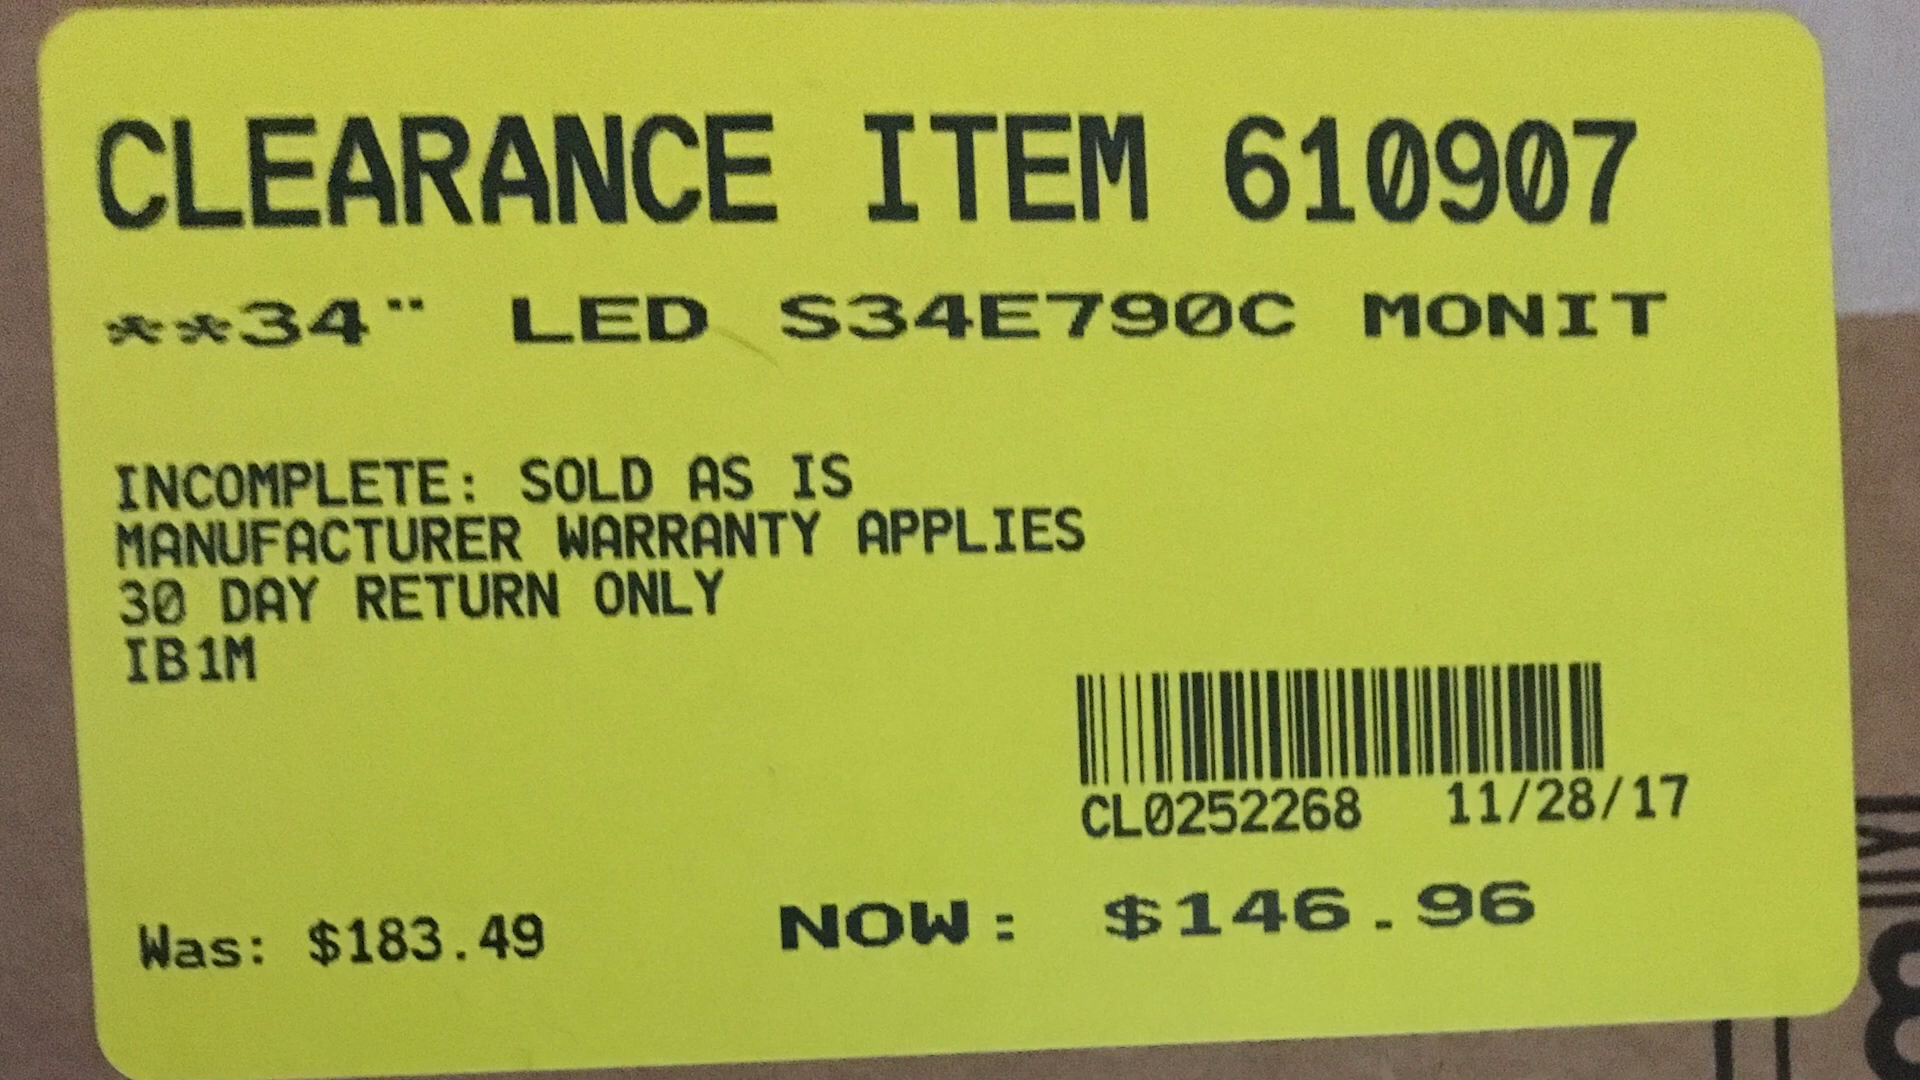 CLEARANCE ITEM 610907
**34" LED S34E790C MONIT
INCOMPLETE: SOLD AS IS
MANUFACTURER WARRANTY APPLIES
30 DAY RETURN ONLY
IB1M
CL0252268 11/28/17
Was: $183.49 NOW: $146.96